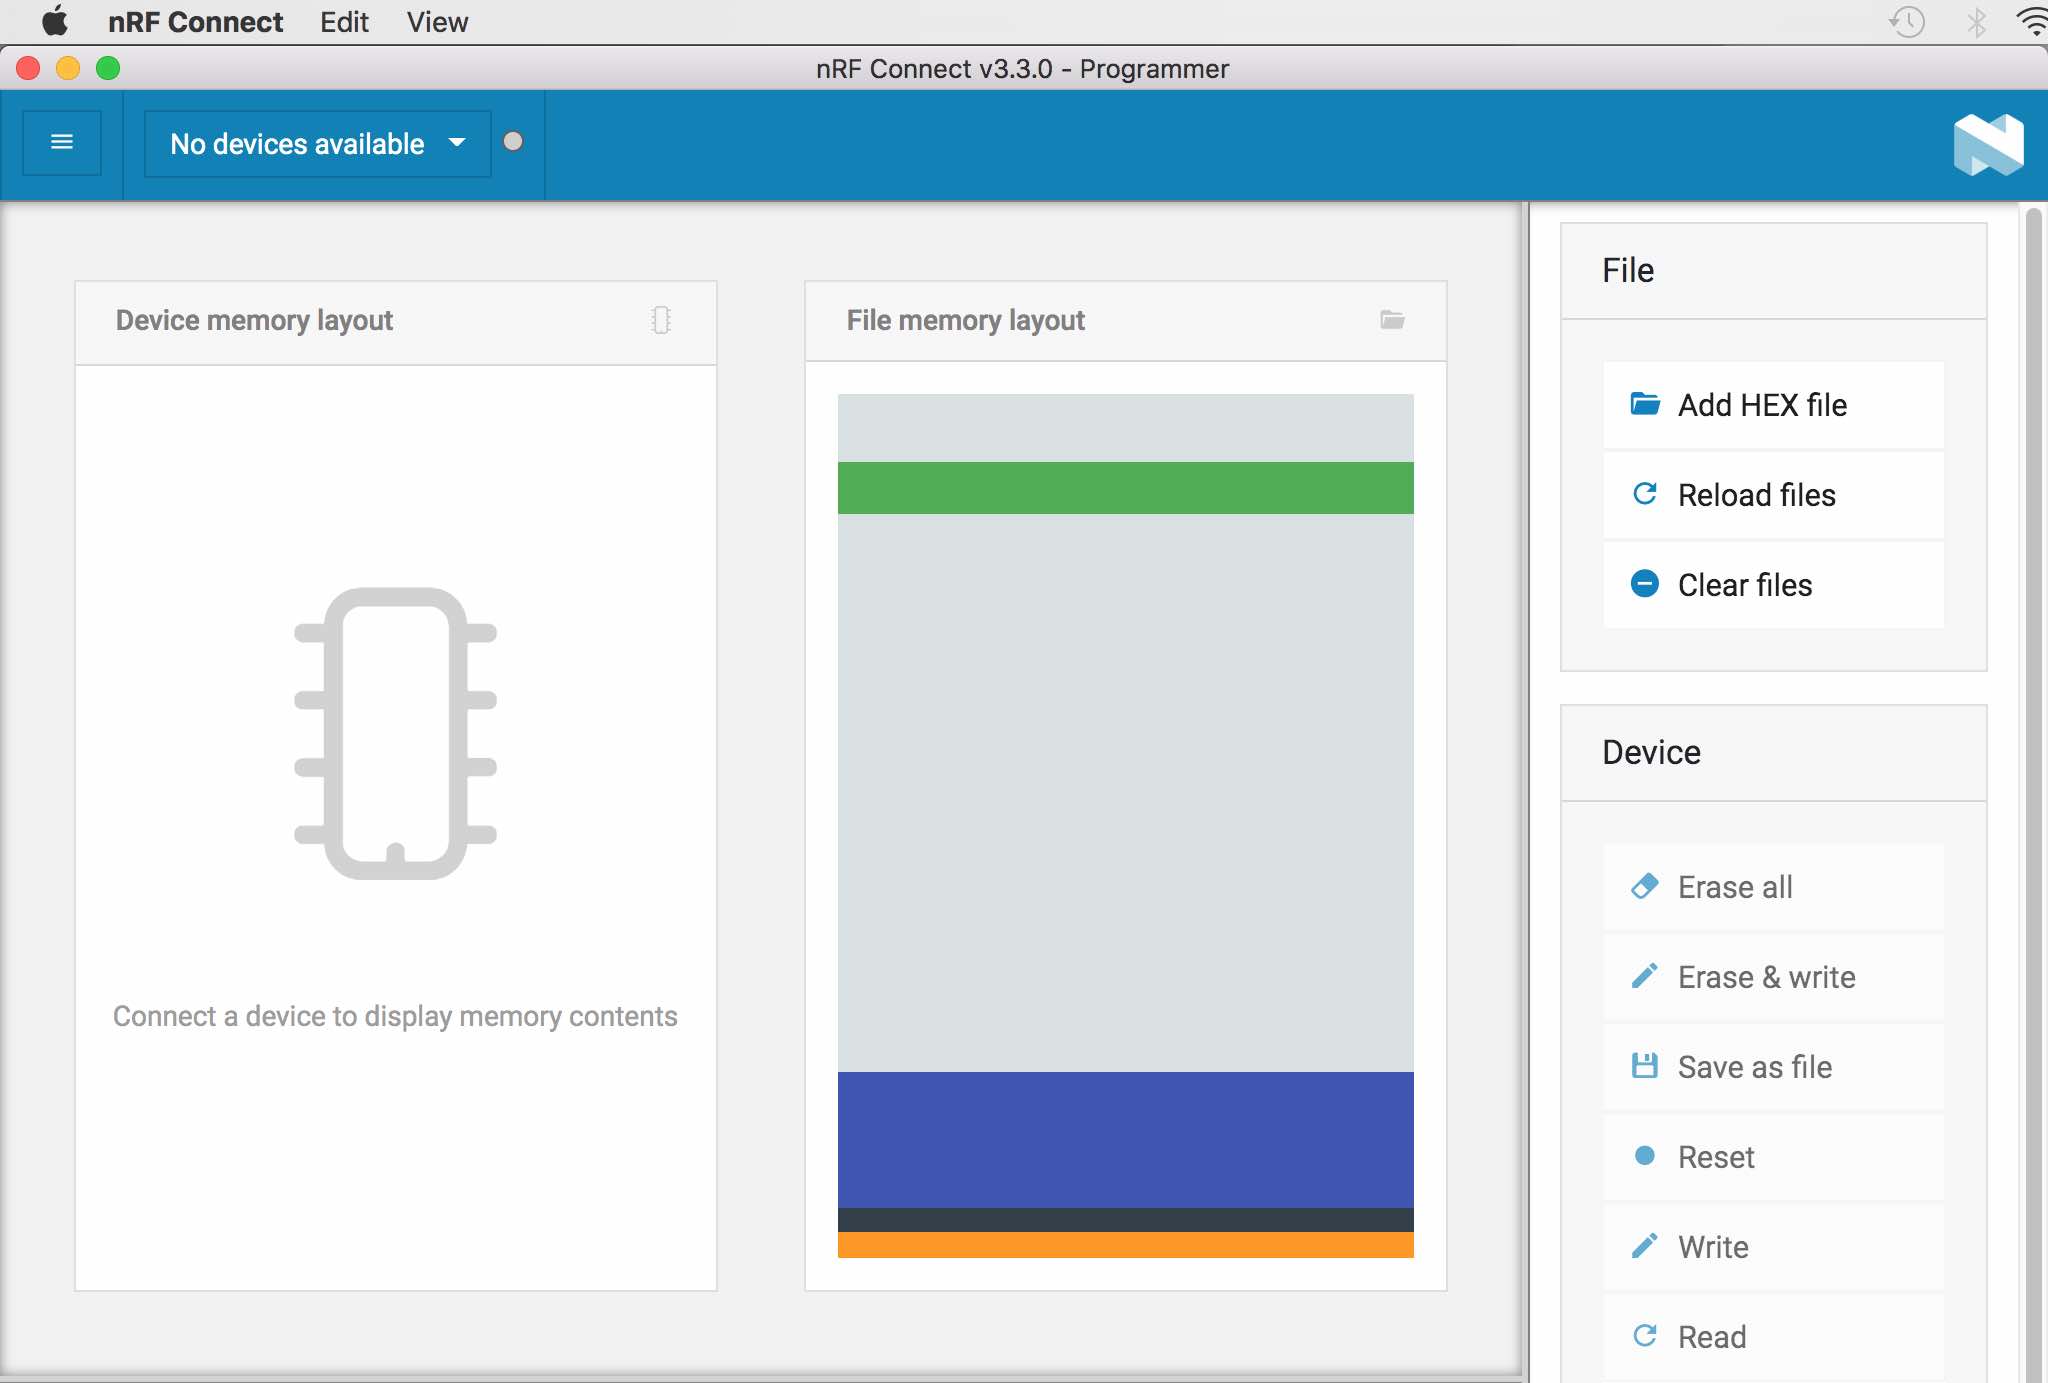 nRF Connect Edit View
nRF Connect v3.3.0 - Programmer
No devices available
Device memory layout
Connect a device to display memory contents
File memory layout
File
Add HEX file
Reload files
Clear files
Device
Erase all
Erase & write
Save as file
Reset
Write
Read